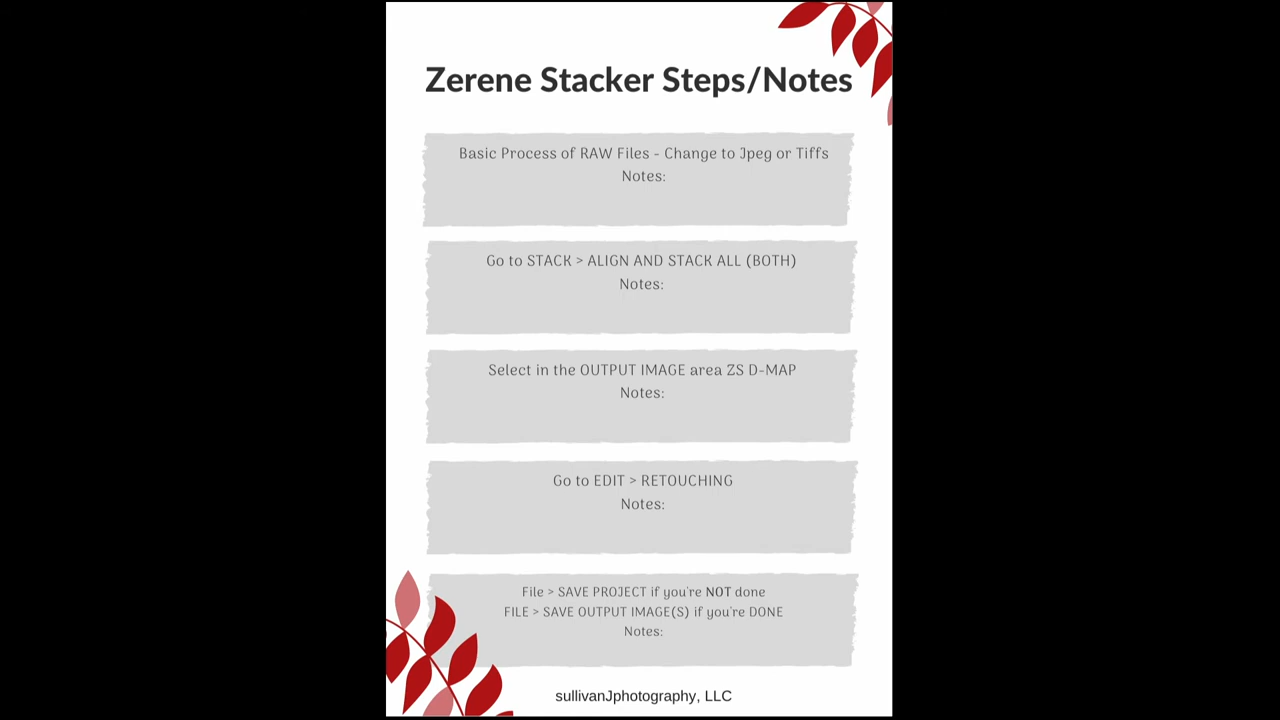 Zerene Stacker Steps/Notes
Basic Process of RAW Files - Change to Jpeg or Tiffs
Notes:
Go to STACK > ALIGN AND STACK ALL (BOTH)
Notes:
Select in the OUTPUT IMAGE area ZS D-MAP
Notes:
Go to EDIT > RETOUCHING
Notes:
File > SAVE PROJECT if you're NOT done
FILE > SAVE OUTPUT IMAGE(S) if you're DONE
Notes:
sullivanJphotography, LLC